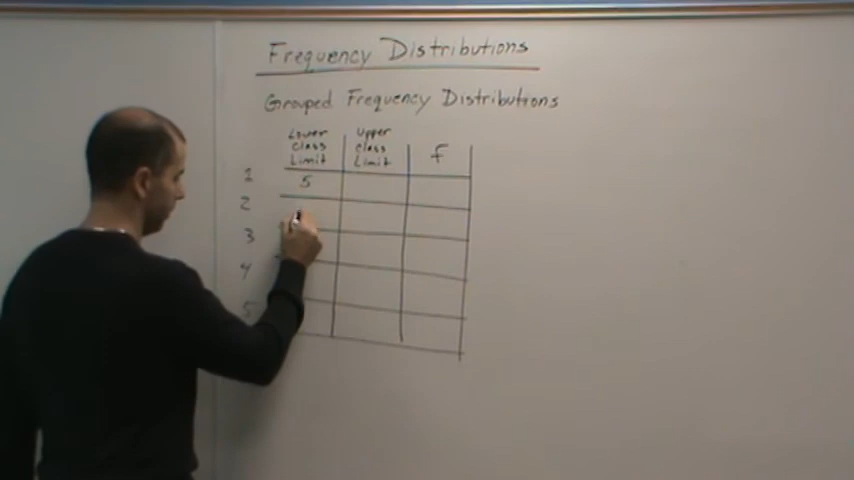 Frequency Distributions
Grouped Frequency Distributions
Lower Class Limit
Upper Class Limit
f
1 5
2
3
4
5